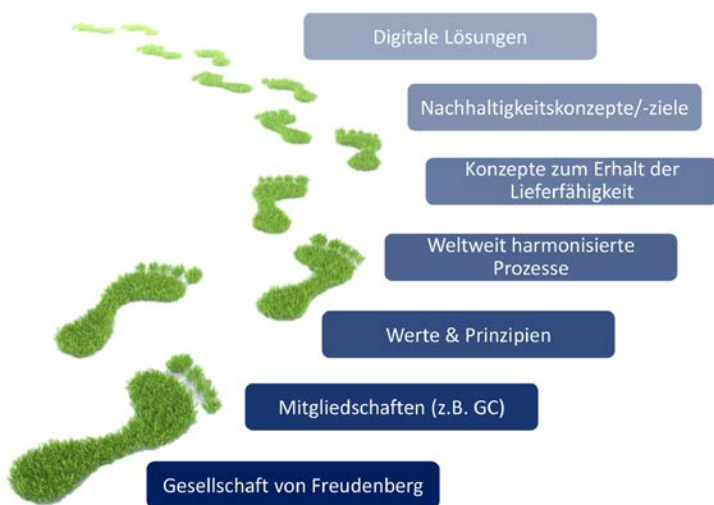 Digitale Lösungen
Nachhaltigkeitskonzepte/-ziele
Konzepte zum Erhalt der
Lieferfähigkeit
Weltweit harmonisierte
Prozesse
Werte & Prinzipien
Mitgliedschaften (z.B. GC)
Gesellschaft von Freudenberg